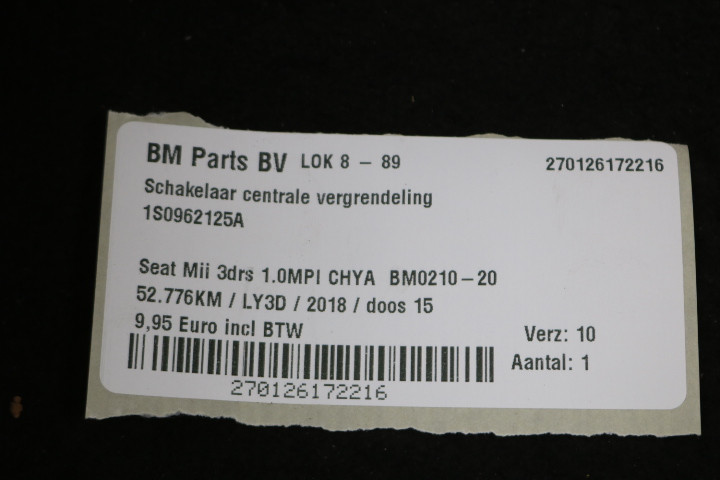 BM Parts BV LOK 8 - 89 270126172216
Schakelaar centrale vergrendeling
1S0962125A
Seat Mii 3drs 1.0MPI CHYA BM0210-20
52.776KM / LY3D / 2018 / doos 15
9,95 Euro incl BTW
Verz: 10
Aantal: 1
270126172216